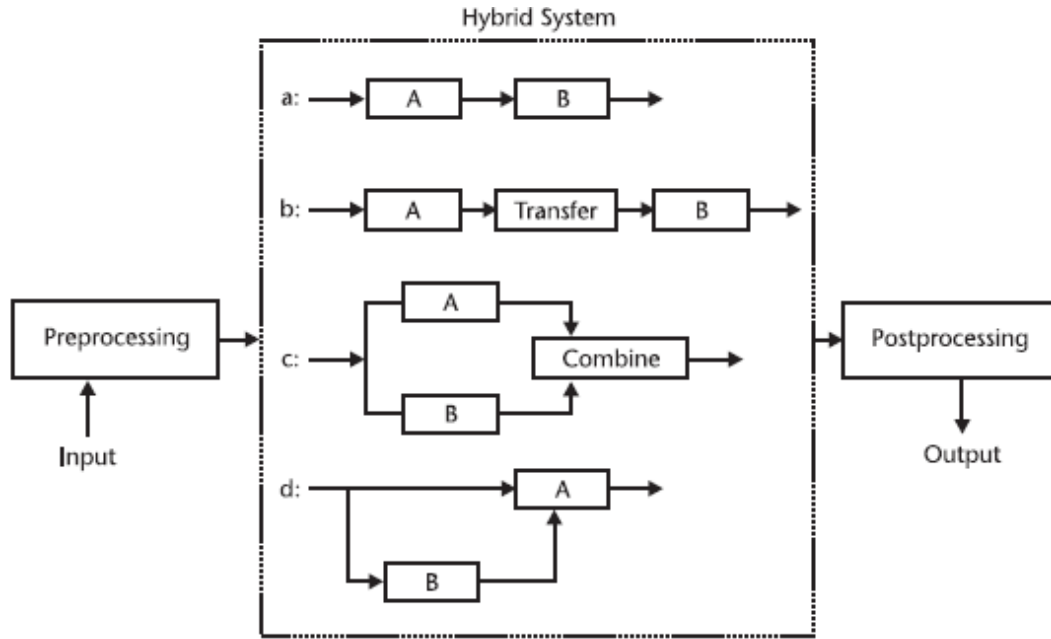 Hybrid System
a:
A
B
b:
A
Transfer
B
Preprocessing
Input
c:
A
B
Combine
d:
A
B
Postprocessing
Output